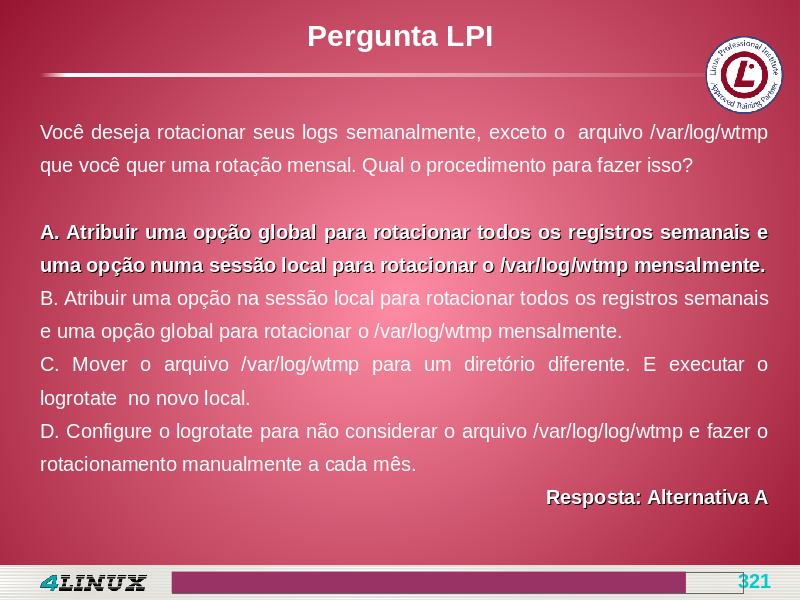 Pergunta LPI
Linux Professional Institute
Approved Training Partner
L
Você deseja rotacionar seus logs semanalmente, exceto o arquivo /var/log/wtmp
que você quer uma rotação mensal. Qual o procedimento para fazer isso?
A. Atribuir uma opção global para rotacionar todos os registros semanais e
uma opção numa sessão local para rotacionar o /var/log/wtmp mensalmente.
B. Atribuir uma opção na sessão local para rotacionar todos os registros semanais
e uma opção global para rotacionar o /var/log/wtmp mensalmente.
C. Mover o arquivo /var/log/wtmp para um diretório diferente. E executar o
logrotate no novo local.
D. Configure o logrotate para não considerar o arquivo /var/log/log/wtmp e fazer o
rotacionamento manualmente a cada mês.
Resposta: Alternativa A
4LINUX
321